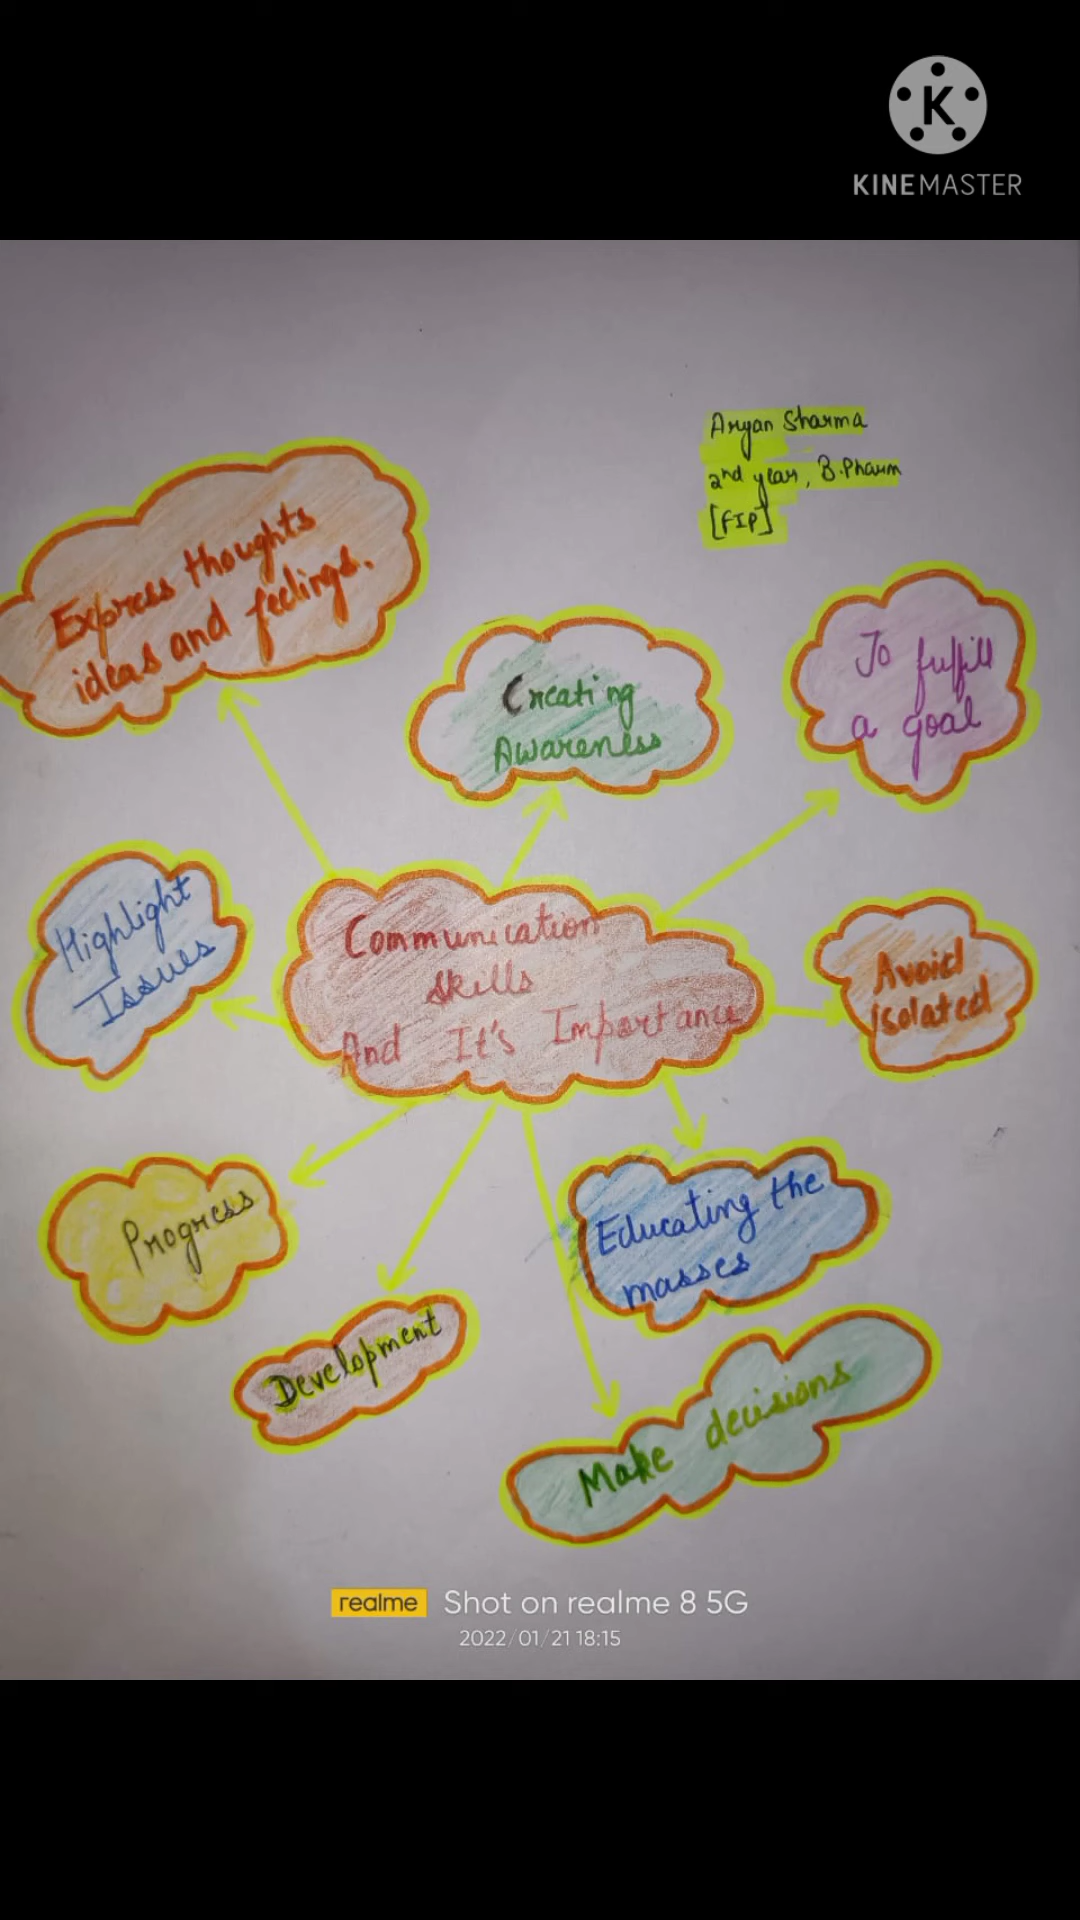 KINEMASTER
Aryan Sharma
2nd year, B.Pharm
[FIP]
Express thoughts
ideas and feelings.
Creating
Awareness
To fulfill
a goal
Highlight
Issues
Communication
Skills
And It's Importance
Avoid
isolated
Progress
Educating the
masses
Development
Make decisions
realme Shot on realme 8 5G
2022/01/21 18:15